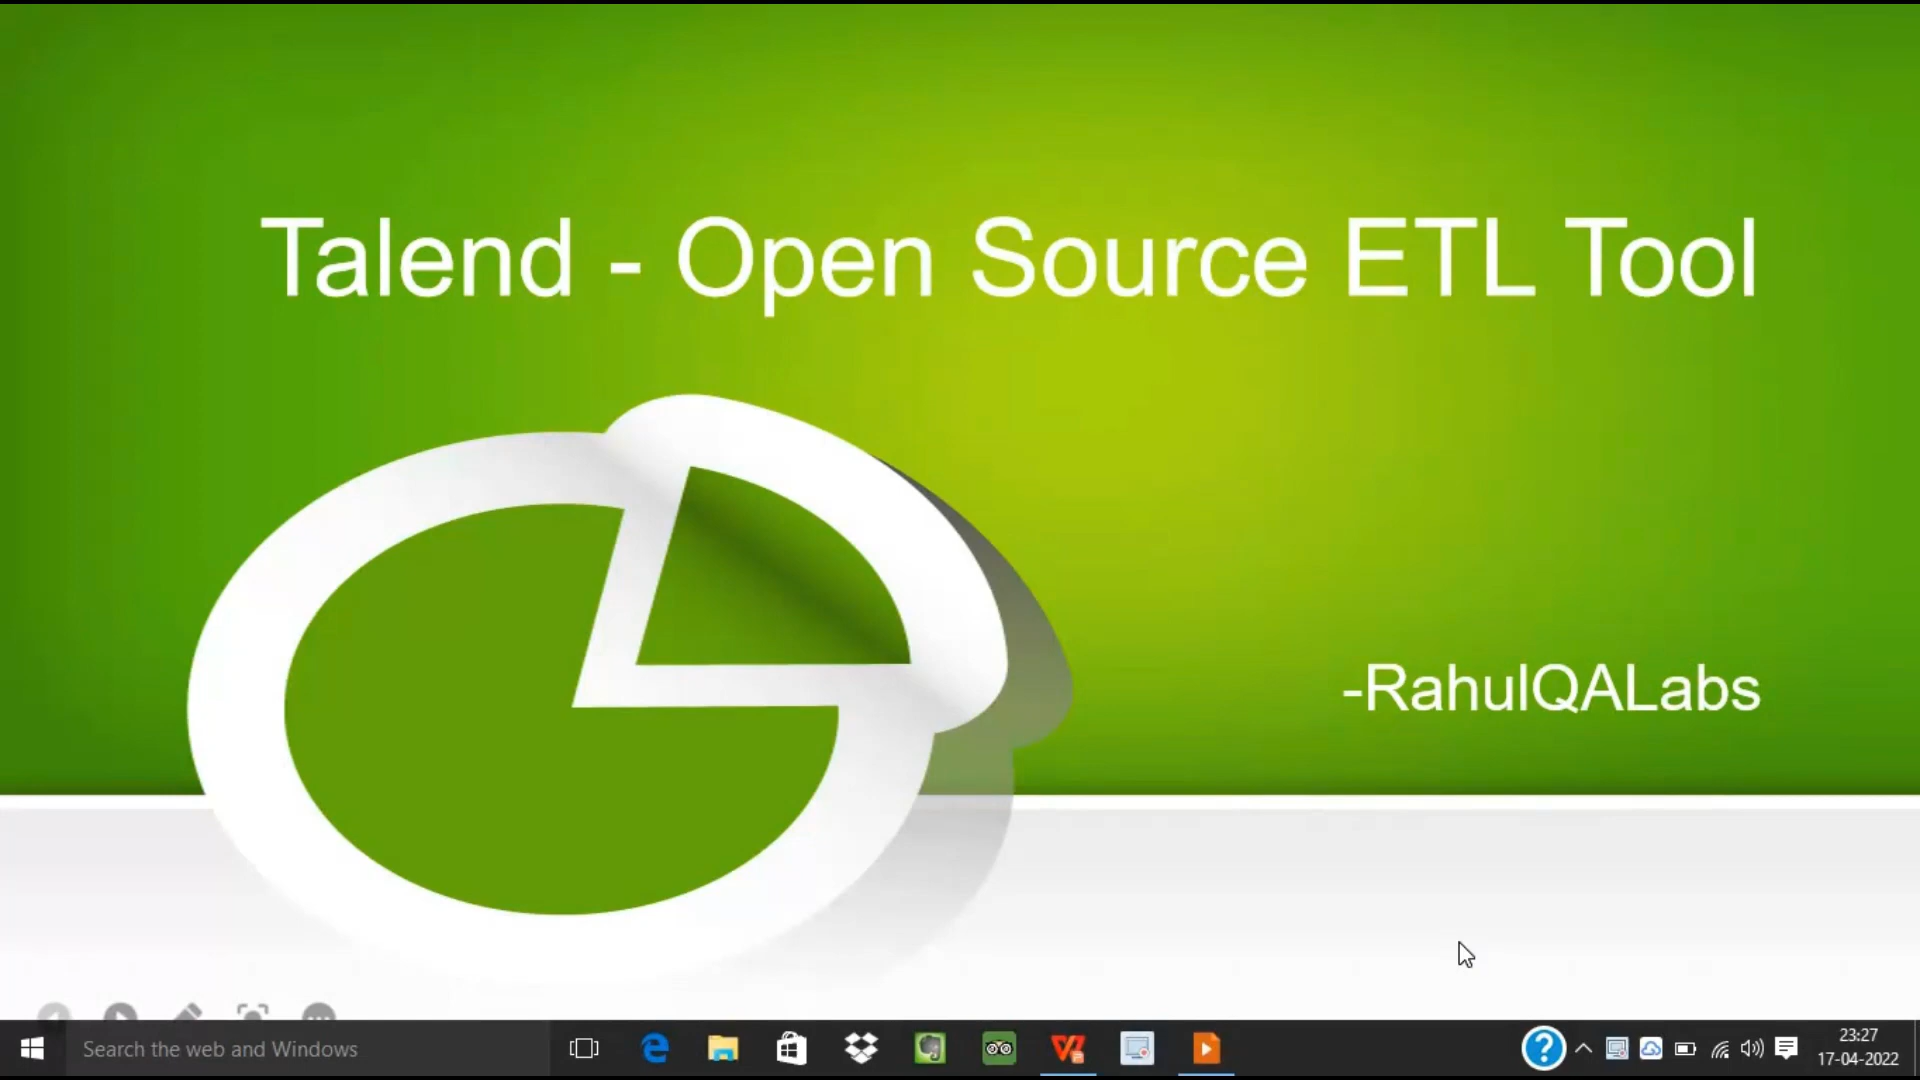 Talend - Open Source ETL Tool
-RahulQALabs
Search the web and Windows
23:27
17-04-2022